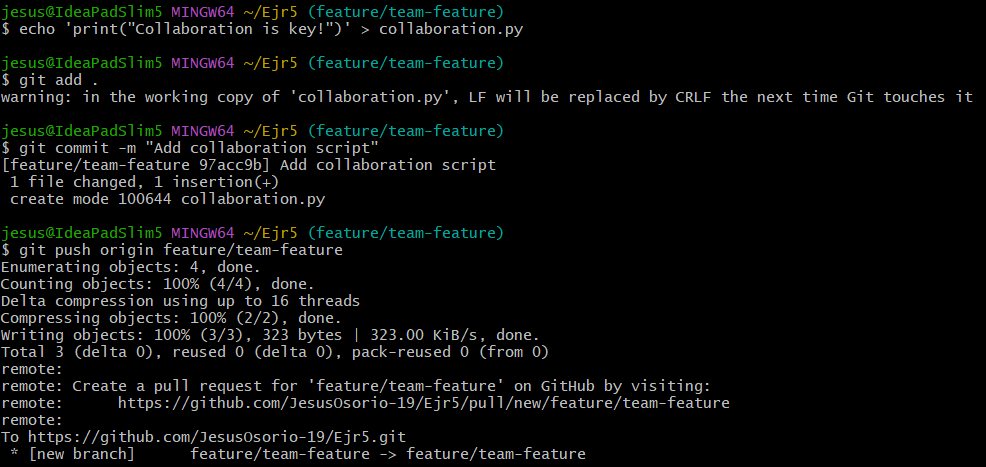 jesus@IdeaPadSlim5 MINGW64 ~/Ejr5 (feature/team-feature)
$ echo 'print("Collaboration is key!")' > collaboration.py
jesus@IdeaPadSlim5 MINGW64 ~/Ejr5 (feature/team-feature)
$ git add .
warning: in the working copy of 'collaboration.py', LF will be replaced by CRLF the next time Git touches it
jesus@IdeaPadSlim5 MINGW64 ~/Ejr5 (feature/team-feature)
$ git commit -m "Add collaboration script"
[feature/team-feature 97acc9b] Add collaboration script
 1 file changed, 1 insertion(+)
 create mode 100644 collaboration.py
jesus@IdeaPadSlim5 MINGW64 ~/Ejr5 (feature/team-feature)
$ git push origin feature/team-feature
Enumerating objects: 4, done.
Counting objects: 100% (4/4), done.
Delta compression using up to 16 threads
Compressing objects: 100% (2/2), done.
Writing objects: 100% (3/3), 323 bytes | 323.00 KiB/s, done.
Total 3 (delta 0), reused 0 (delta 0), pack-reused 0 (from 0)
remote:
remote: Create a pull request for 'feature/team-feature' on GitHub by visiting:
remote:      https://github.com/JesusOsorio-19/Ejr5/pull/new/feature/team-feature
remote:
To https://github.com/JesusOsorio-19/Ejr5.git
 * [new branch]      feature/team-feature -> feature/team-feature